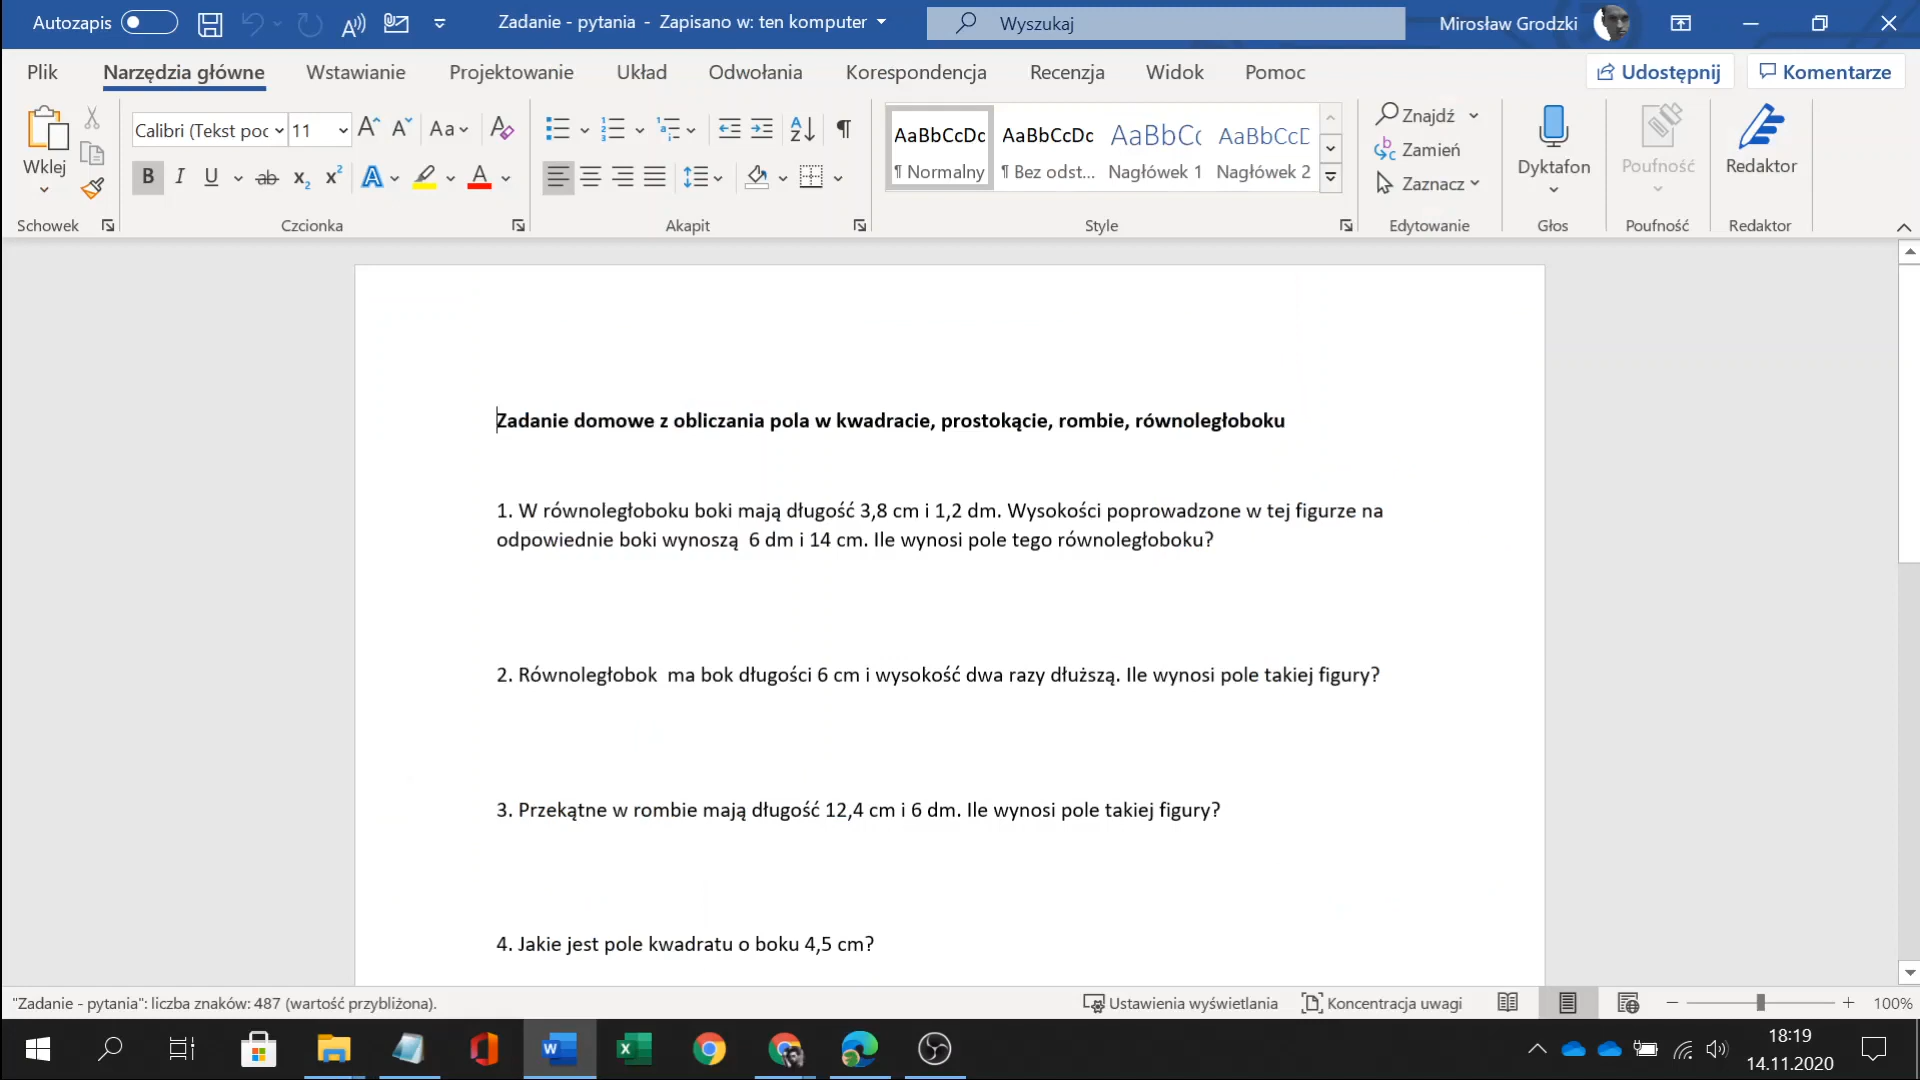 Autozapis
Zadanie - pytania - Zapisano w: ten komputer
Wyszukaj
Mirosław Grodzki
Plik Narzędzia główne Wstawianie Projektowanie Układ Odwołania Korespondencja Recenzja Widok Pomoc Udostępnij Komentarze
Wklej
Calibri (Tekst poc 11
AaBbCcDc AaBbCcDc AaBbCc AaBbCcD
¶ Normalny ¶ Bez odst... Nagłówek 1 Nagłówek 2
Znajdź
Zamień
Zaznacz
Dyktafon
Poufność
Redaktor
Schowek Czcionka Akapit Style Edytowanie Głos Poufność Redaktor
Zadanie domowe z obliczania pola w kwadracie, prostokącie, rombie, równoległoboku
1. W równoległoboku boki mają długość 3,8 cm i 1,2 dm. Wysokości poprowadzone w tej figurze na
odpowiednie boki wynoszą  6 dm i 14 cm. Ile wynosi pole tego równoległoboku?
2. Równoległobok  ma bok długości 6 cm i wysokość dwa razy dłuższą. Ile wynosi pole takiej figury?
3. Przekątne w rombie mają długość 12,4 cm i 6 dm. Ile wynosi pole takiej figury?
4. Jakie jest pole kwadratu o boku 4,5 cm?
"Zadanie - pytania": liczba znaków: 487 (wartość przybliżona).
Ustawienia wyświetlania Koncentracja uwagi 100%
18:19
14.11.2020